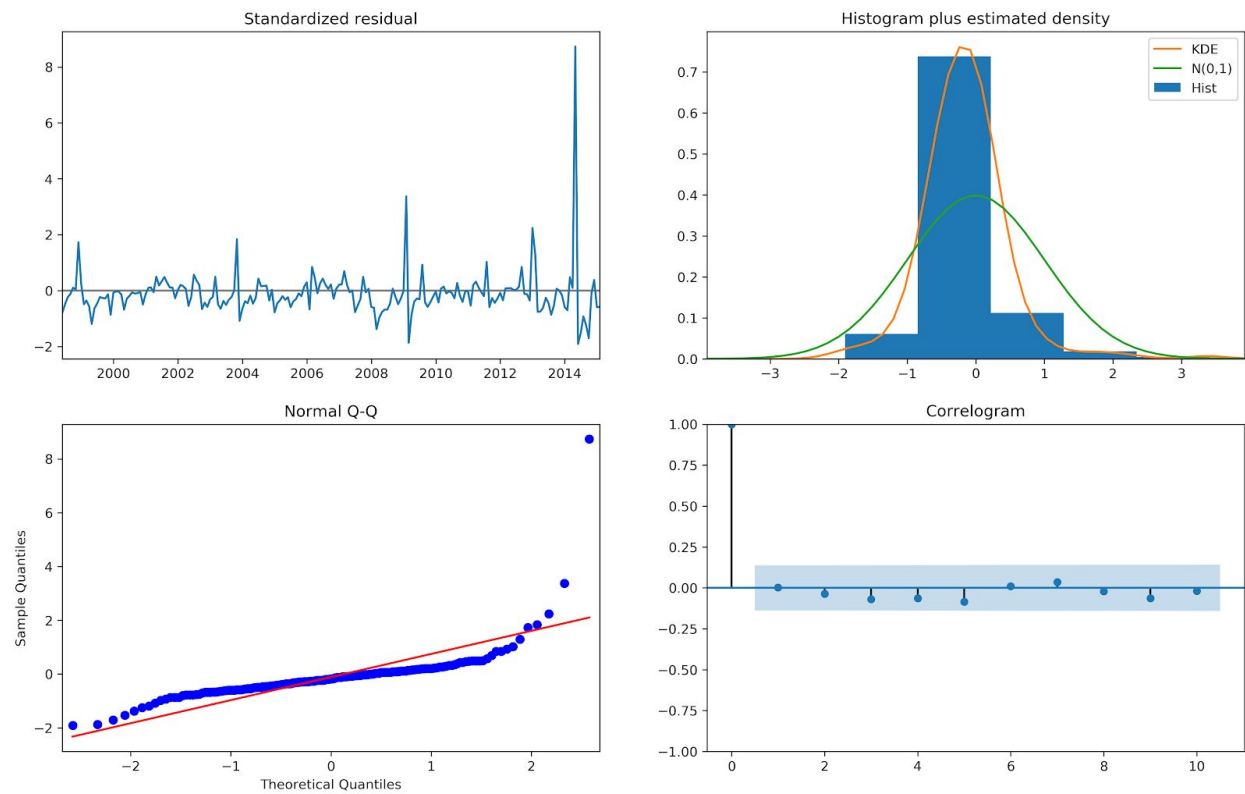 Standardized residual
8
6
4
2
0
−2
2000 2002 2004 2006 2008 2010 2012 2014
Histogram plus estimated density
KDE
N(0,1)
Hist
0.7
0.6
0.5
0.4
0.3
0.2
0.1
0.0
−3 −2 −1 0 1 2 3
Normal Q-Q
Sample Quantiles
8
6
4
2
0
−2
−2 −1 0 1 2
Theoretical Quantiles
Correlogram
1.00
0.75
0.50
0.25
0.00
−0.25
−0.50
−0.75
−1.00
0 2 4 6 8 10